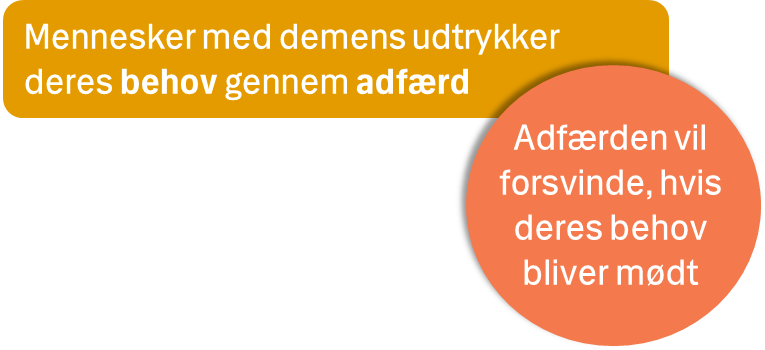 Mennesker med demens udtrykker
deres behov gennem adfærd
Adfærden vil
forsvinde, hvis
deres behov
bliver mødt